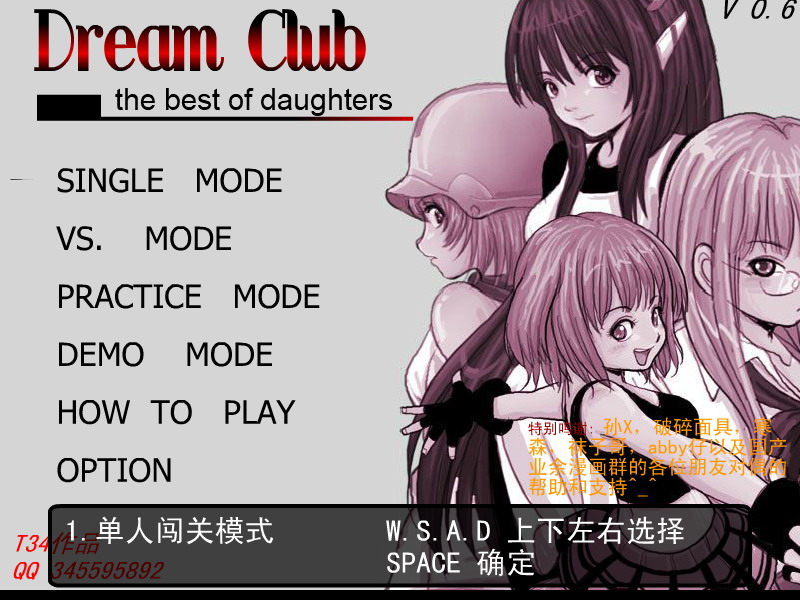 V 0.6
Dream Club
the best of daughters
SINGLE MODE
VS. MODE
PRACTICE MODE
DEMO MODE
HOW TO PLAY
OPTION
特别鸣谢：孙X，破碎面具，寒
森，袜子哥，abby仔以及国产
业余漫画群的各位朋友对俺的
帮助和支持^_^
1.单人闯关模式
W.S.A.D 上下左右选择
SPACE 确定
T34作品
QQ 345595892